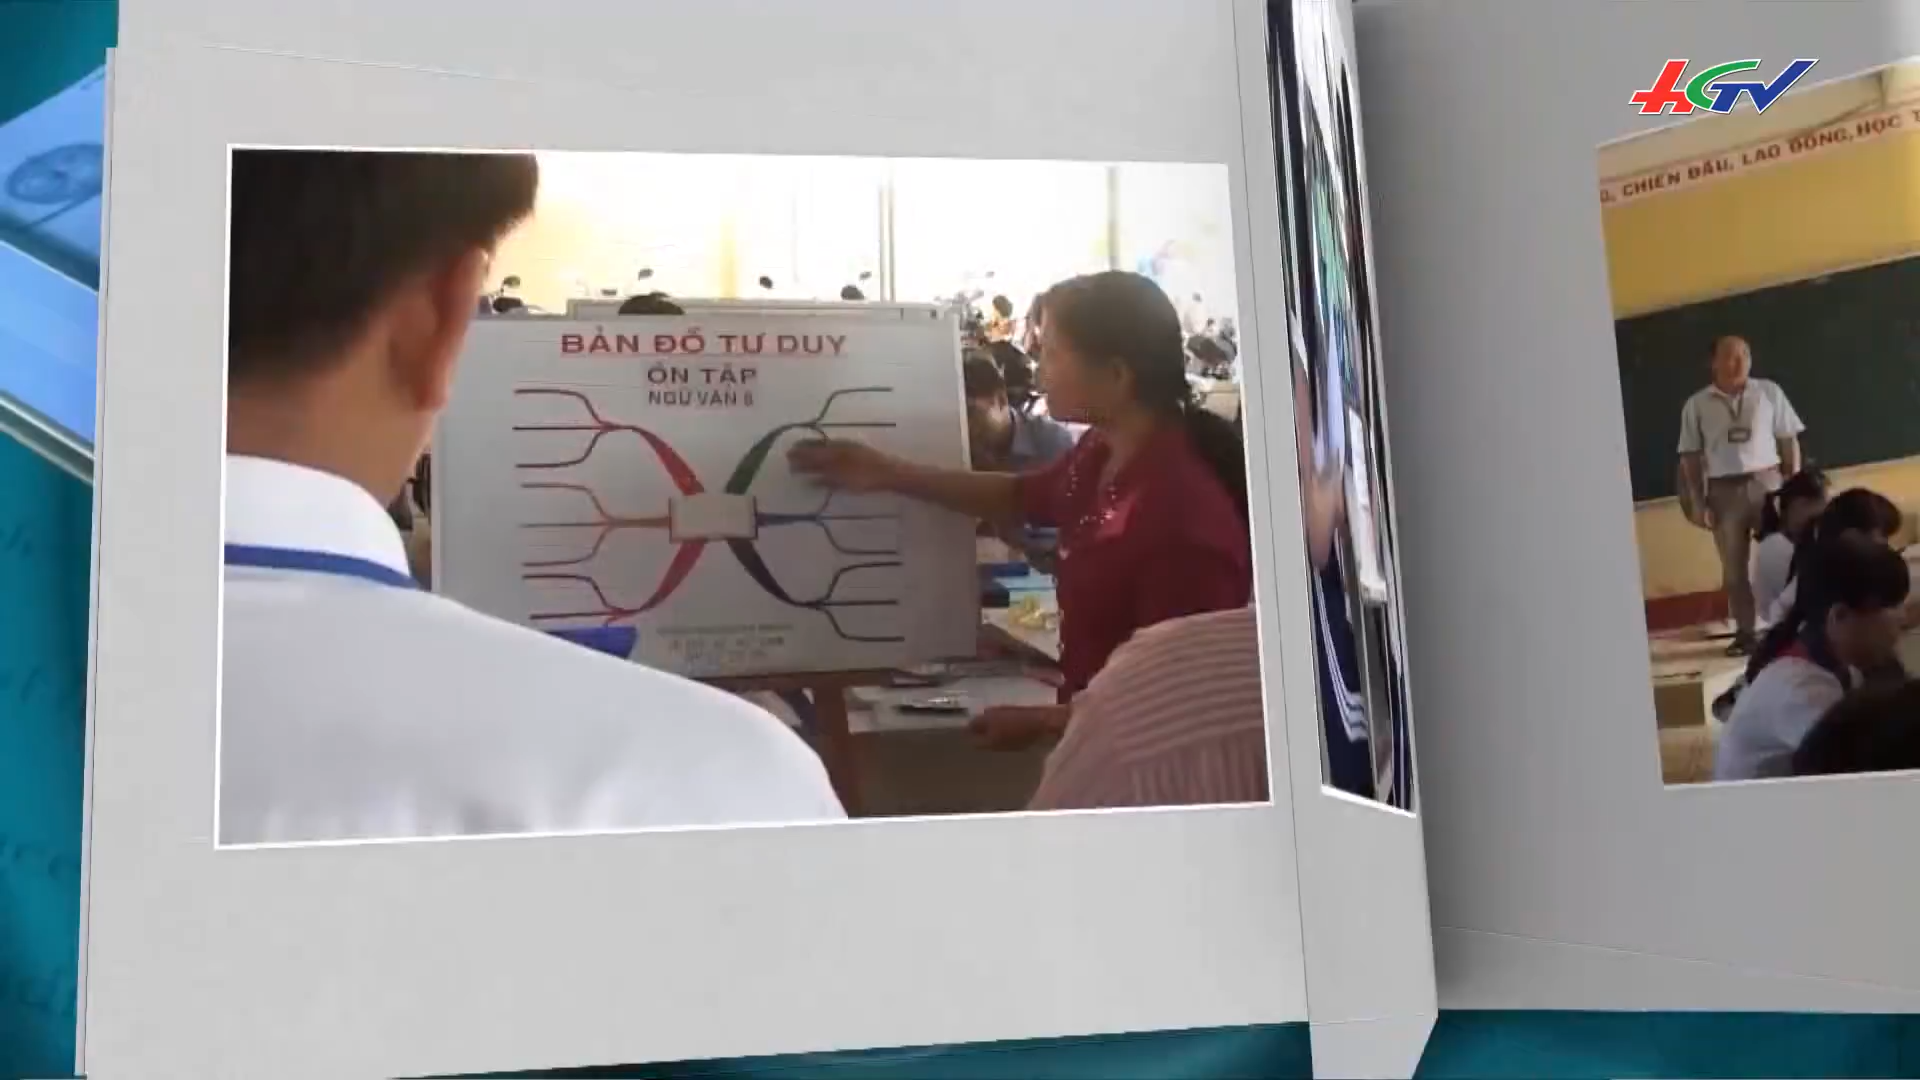 BẢN ĐỒ TƯ DUY
ÔN TẬP
NGỮ VĂN 8
HGTV
CHIẾN ĐẤU, LAO ĐỘNG, HỌC T